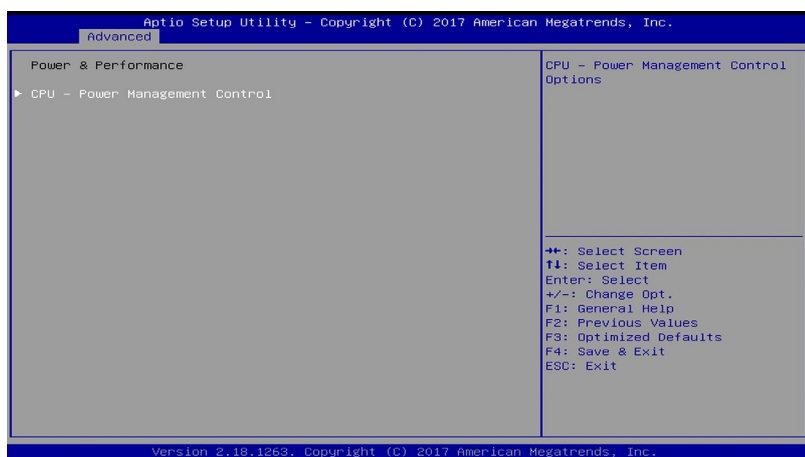 Aptio Setup Utility – Copyright (C) 2017 American Megatrends, Inc.
Advanced
Power & Performance
► CPU – Power Management Control
CPU – Power Management Control
Options
→←: Select Screen
↑↓: Select Item
Enter: Select
+/-: Change Opt.
F1: General Help
F2: Previous Values
F3: Optimized Defaults
F4: Save & Exit
ESC: Exit
Version 2.18.1263. Copyright (C) 2017 American Megatrends, Inc.